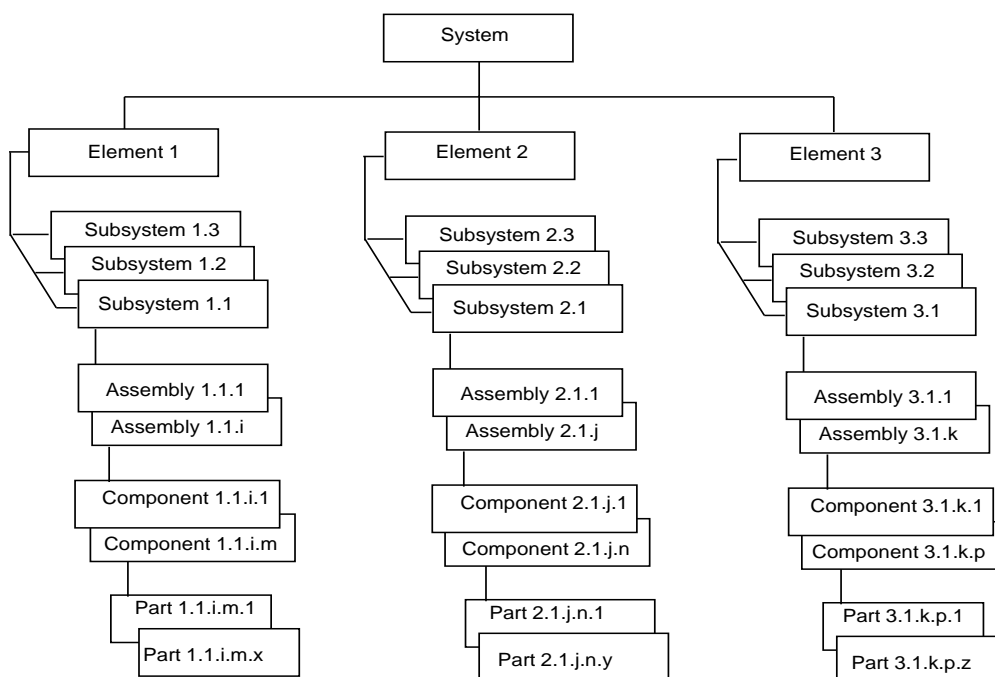 System
Element 1
Element 2
Element 3
Subsystem 1.3
Subsystem 1.2
Subsystem 1.1
Subsystem 2.3
Subsystem 2.2
Subsystem 2.1
Subsystem 3.3
Subsystem 3.2
Subsystem 3.1
Assembly 1.1.1
Assembly 1.1.i
Assembly 2.1.1
Assembly 2.1.j
Assembly 3.1.1
Assembly 3.1.k
Component 1.1.i.1
Component 1.1.i.m
Component 2.1.j.1
Component 2.1.j.n
Component 3.1.k.1
Component 3.1.k.p
Part 1.1.i.m.1
Part 1.1.i.m.x
Part 2.1.j.n.1
Part 2.1.j.n.y
Part 3.1.k.p.1
Part 3.1.k.p.z